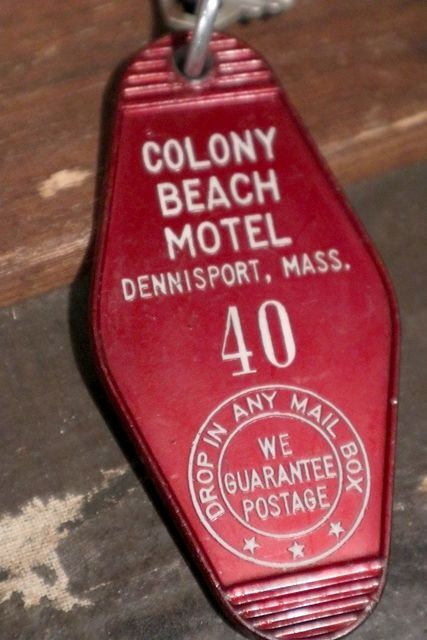 COLONY
BEACH
MOTEL
DENNISPORT, MASS.
40
DROP IN ANY MAIL BOX
WE
GUARANTEE
POSTAGE